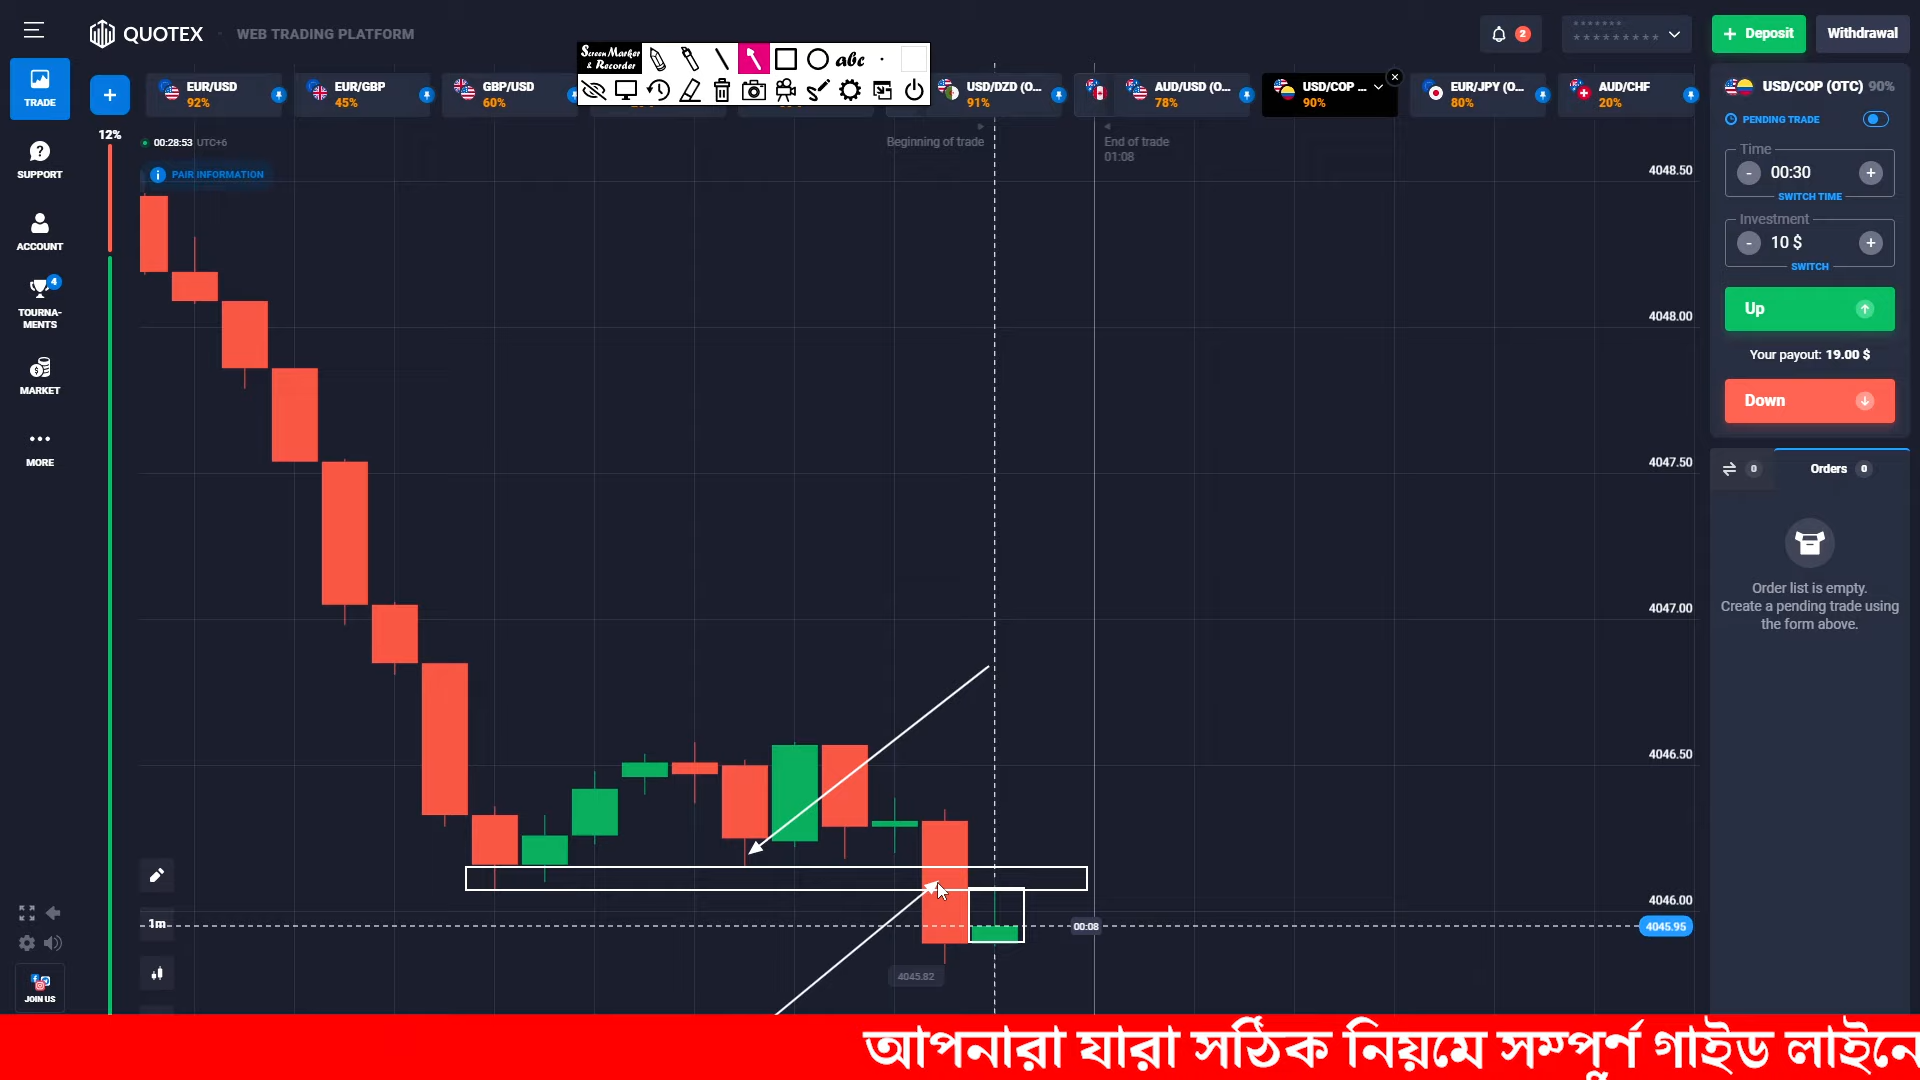 QUOTEX
WEB TRADING PLATFORM
Screen Marker
& Recorder
abc
2
******* 
*********
Deposit
Withdrawal
TRADE
+
EUR/USD
92%
EUR/GBP
45%
GBP/USD
60%
USD/DZD (O...
91%
AUD/USD (O...
78%
USD/COP ...
90%
EUR/JPY (O...
80%
AUD/CHF
20%
USD/COP (OTC) 90%
PENDING TRADE
12%
00:28:53 UTC+6
PAIR INFORMATION
Beginning of trade
End of trade
01:08
SUPPORT
ACCOUNT
4
TOURNA-
MENTS
MARKET
MORE
JOIN US
Time
- 00:30 +
SWITCH TIME
Investment
- 10 $ +
SWITCH
Up
Your payout: 19.00 $
Down
0
Orders 0
Order list is empty.
Create a pending trade using
the form above.
4048.50
4048.00
4047.50
4047.00
4046.50
4046.00
4045.95
00:08
4045.82
1m
আপনারা যারা সঠিক নিয়মে সম্পূর্ণ গাইড লাইনে